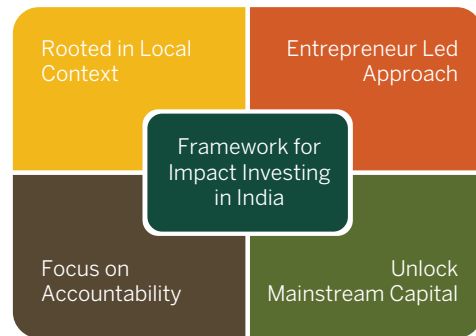 Rooted in Local
Context
Entrepreneur Led
Approach
Framework for
Impact Investing
in India
Focus on
Accountability
Unlock
Mainstream Capital